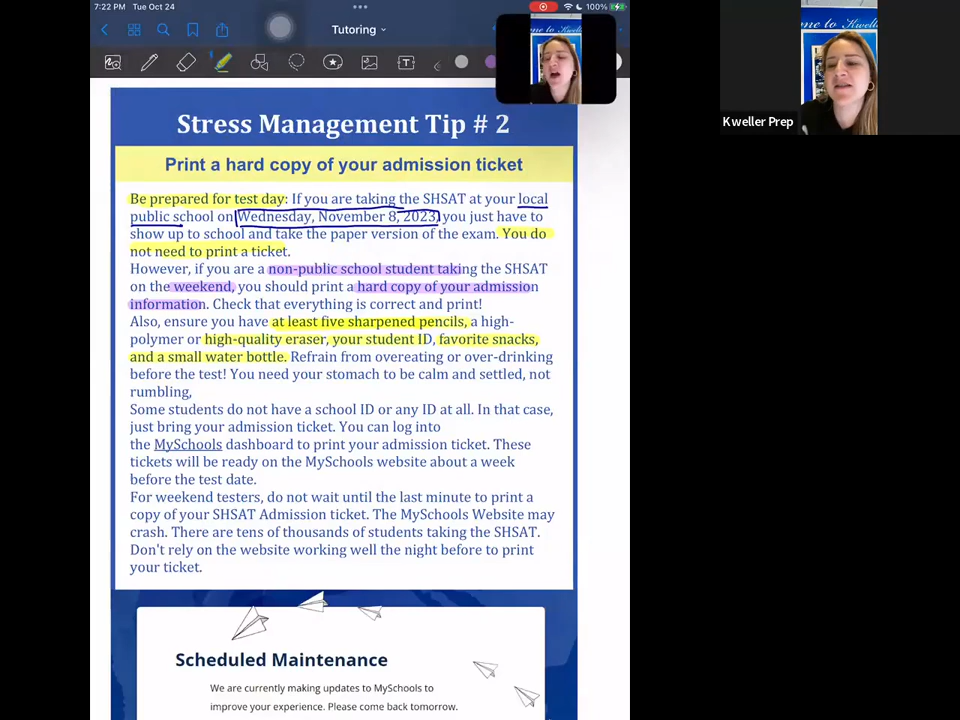 7:22 PM Tue Oct 24
100%
Tutoring
Kweller Prep
Stress Management Tip # 2
Print a hard copy of your admission ticket
Be prepared for test day: If you are taking the SHSAT at your local
public school on Wednesday, November 8, 2023, you just have to
show up to school and take the paper version of the exam. You do
not need to print a ticket.
However, if you are a non-public school student taking the SHSAT
on the weekend, you should print a hard copy of your admission
information. Check that everything is correct and print!
Also, ensure you have at least five sharpened pencils, a high-
polymer or high-quality eraser, your student ID, favorite snacks,
and a small water bottle. Refrain from overeating or over-drinking
before the test! You need your stomach to be calm and settled, not
rumbling,
Some students do not have a school ID or any ID at all. In that case,
just bring your admission ticket. You can log into
the MySchools dashboard to print your admission ticket. These
tickets will be ready on the MySchools website about a week
before the test date.
For weekend testers, do not wait until the last minute to print a
copy of your SHSAT Admission ticket. The MySchools Website may
crash. There are tens of thousands of students taking the SHSAT.
Don't rely on the website working well the night before to print
your ticket.
Scheduled Maintenance
We are currently making updates to MySchools to
improve your experience. Please come back tomorrow.